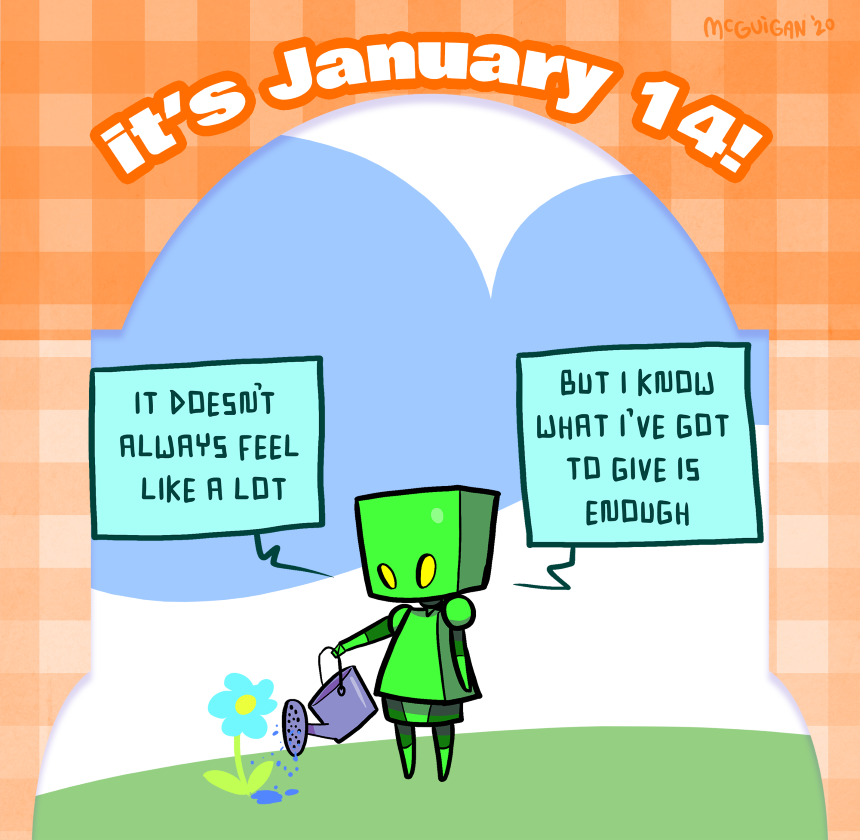 McGUiGAN '20
it's January 14!
IT DOESN'T
ALWAYS FEEL
LIKE A LOT
BUT I KNOW
WHAT I'VE GOT
TO GIVE IS
ENOUGH